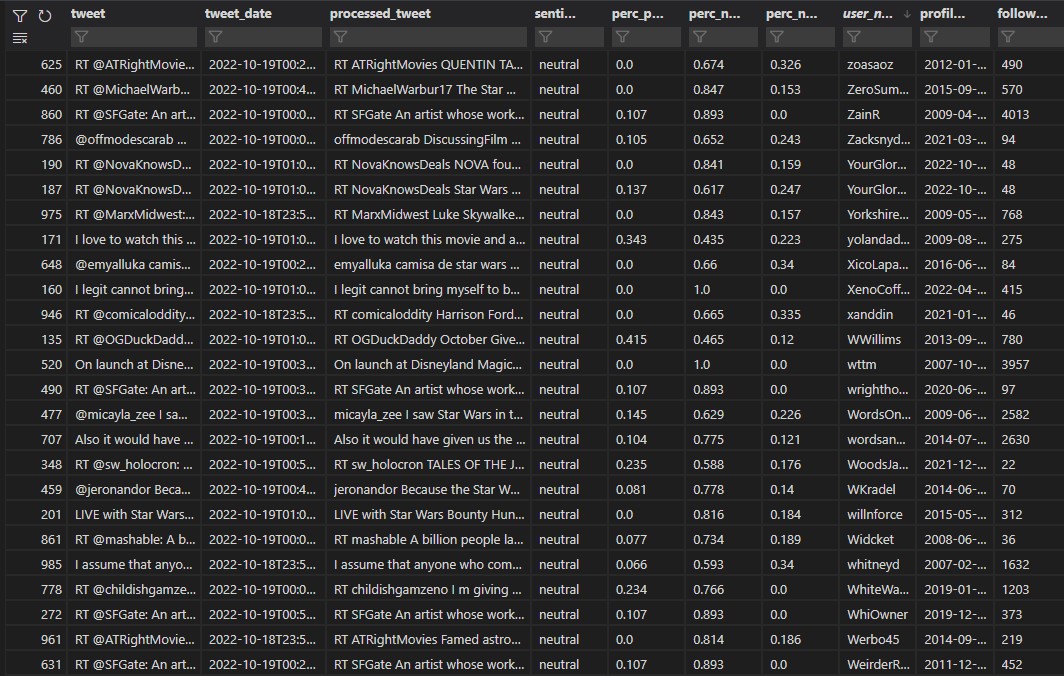 tweet tweet_date processed_tweet senti... perc_p... perc_n... perc_n... user_n... profil... follow...
625 RT @ATRightMovie... 2022-10-19T00:2... RT ATRightMovies QUENTIN TA... neutral 0.0 0.674 0.326 zoasaoz 2012-01-... 490
460 RT @MichaelWarb... 2022-10-19T00:4... RT MichaelWarbur17 The Star ... neutral 0.0 0.847 0.153 ZeroSum... 2015-09-... 570
860 RT @SFGate: An art... 2022-10-19T00:0... RT SFGate An artist whose work... neutral 0.107 0.893 0.0 ZainR 2009-04-... 4013
786 @offmodescarab ... 2022-10-19T00:0... offmodescarab DiscussingFilm ... neutral 0.105 0.652 0.243 Zacksnyd... 2021-03-... 94
190 RT @NovaKnowsD... 2022-10-19T01:0... RT NovaKnowsDeals NOVA fou... neutral 0.0 0.841 0.159 YourGlor... 2022-10-... 48
187 RT @NovaKnowsD... 2022-10-19T01:0... RT NovaKnowsDeals Star Wars ... neutral 0.137 0.617 0.247 YourGlor... 2022-10-... 48
975 RT @MarxMidwest:... 2022-10-18T23:5... RT MarxMidwest Luke Skywalke... neutral 0.0 0.843 0.157 Yorkshire... 2009-05-... 768
171 I love to watch this ... 2022-10-19T01:0... I love to watch this movie and a... neutral 0.343 0.435 0.223 yolandad... 2009-08-... 275
648 @emyalluka camis... 2022-10-19T00:2... emyalluka camisa de star wars ... neutral 0.0 0.66 0.34 XicoLapa... 2016-06-... 84
160 I legit cannot bring... 2022-10-19T01:0... I legit cannot bring myself to b... neutral 0.0 1.0 0.0 XenoCoff... 2022-04-... 415
946 RT @comicaloddity... 2022-10-18T23:5... RT comicaloddity Harrison Ford... neutral 0.0 0.665 0.335 xanddin 2021-01-... 46
135 RT @OGDuckDadd... 2022-10-19T01:0... RT OGDuckDaddy October Give... neutral 0.415 0.465 0.12 WWillims 2013-09-... 780
520 On launch at Disne... 2022-10-19T00:3... On launch at Disneyland Magic... neutral 0.0 1.0 0.0 wttm 2007-10-... 3957
490 RT @SFGate: An art... 2022-10-19T00:3... RT SFGate An artist whose work... neutral 0.107 0.893 0.0 wrightho... 2020-06-... 97
477 @micayla_zee I sa... 2022-10-19T00:3... micayla_zee I saw Star Wars in t... neutral 0.145 0.629 0.226 WordsOn... 2009-06-... 2582
707 Also it would have ... 2022-10-19T00:1... Also it would have given us the ... neutral 0.104 0.775 0.121 wordsan... 2014-07-... 2630
348 RT @sw_holocron: ... 2022-10-19T00:5... RT sw_holocron TALES OF THE J... neutral 0.235 0.588 0.176 WoodsJa... 2021-12-... 22
459 @jeronandor Beca... 2022-10-19T00:4... jeronandor Because the Star W... neutral 0.081 0.778 0.14 WKradel 2014-06-... 70
201 LIVE with Star Wars... 2022-10-19T01:0... LIVE with Star Wars Bounty Hun... neutral 0.0 0.816 0.184 willnforce 2015-05-... 312
861 RT @mashable: A b... 2022-10-19T00:0... RT mashable A billion people la... neutral 0.077 0.734 0.189 Widcket 2008-06-... 36
985 I assume that anyo... 2022-10-18T23:5... I assume that anyone who com... neutral 0.066 0.593 0.34 whitneyd 2007-02-... 1632
778 RT @childishgamze... 2022-10-19T00:0... RT childishgamzeno I m giving ... neutral 0.234 0.766 0.0 WhiteWa... 2019-01-... 1203
272 RT @SFGate: An art... 2022-10-19T00:5... RT SFGate An artist whose work... neutral 0.107 0.893 0.0 WhiOwner 2019-12-... 373
961 RT @ATRightMovie... 2022-10-18T23:5... RT ATRightMovies Famed astro... neutral 0.0 0.814 0.186 Werbo45 2014-09-... 219
631 RT @SFGate: An art... 2022-10-19T00:2... RT SFGate An artist whose work... neutral 0.107 0.893 0.0 WeirderR... 2011-12-... 452